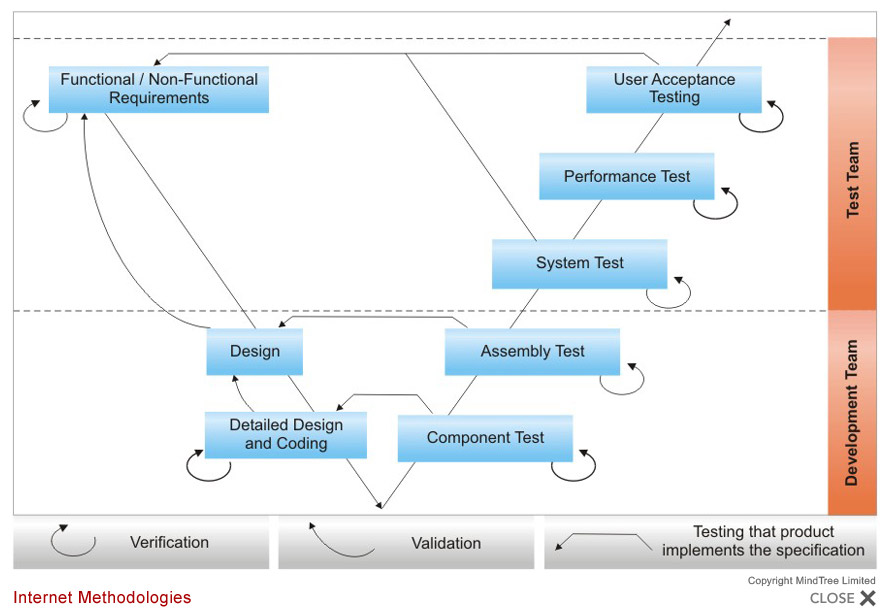 Functional / Non-Functional
Requirements
User Acceptance
Testing
Performance Test
System Test
Test Team
Design
Assembly Test
Detailed Design
and Coding
Component Test
Development Team
Verification
Validation
Testing that product
implements the specification
Copyright MindTree Limited
Internet Methodologies
CLOSE X